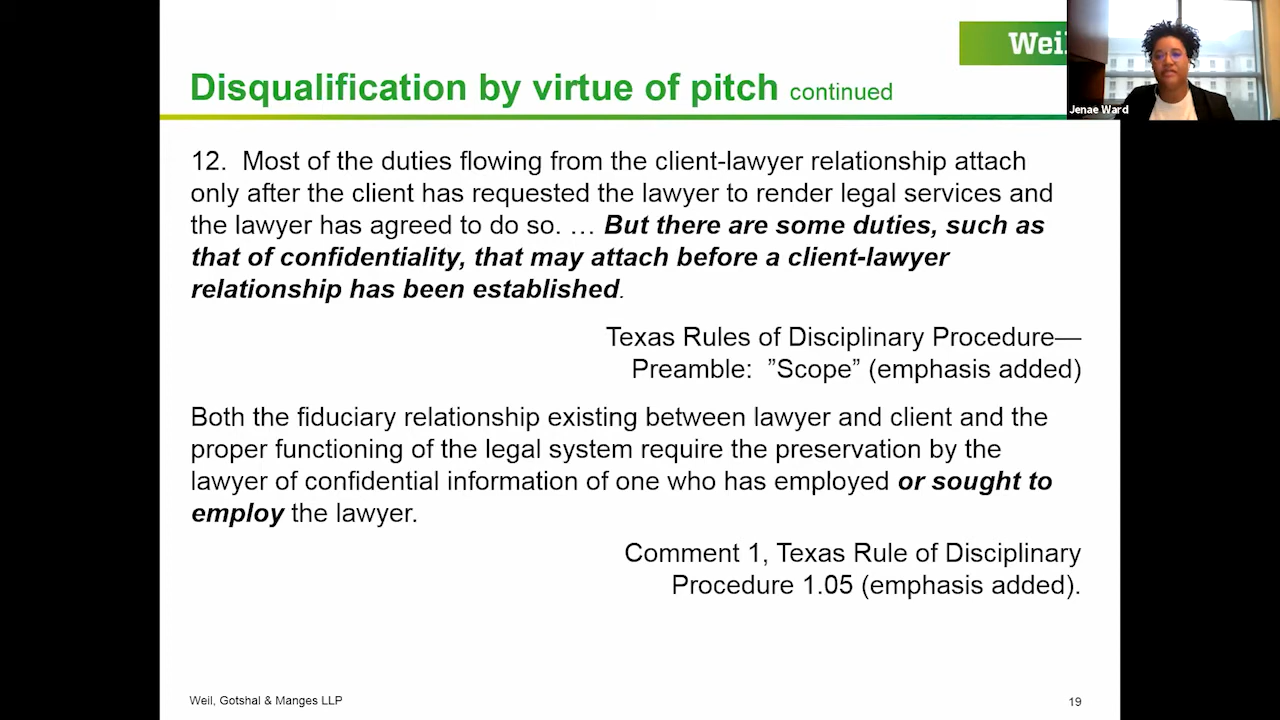 Weil
Jenae Ward
Disqualification by virtue of pitch continued
12. Most of the duties flowing from the client-lawyer relationship attach
only after the client has requested the lawyer to render legal services and
the lawyer has agreed to do so. … But there are some duties, such as
that of confidentiality, that may attach before a client-lawyer
relationship has been established.
Texas Rules of Disciplinary Procedure—
Preamble: ”Scope” (emphasis added)
Both the fiduciary relationship existing between lawyer and client and the
proper functioning of the legal system require the preservation by the
lawyer of confidential information of one who has employed or sought to
employ the lawyer.
Comment 1, Texas Rule of Disciplinary
Procedure 1.05 (emphasis added).
Weil, Gotshal & Manges LLP
19